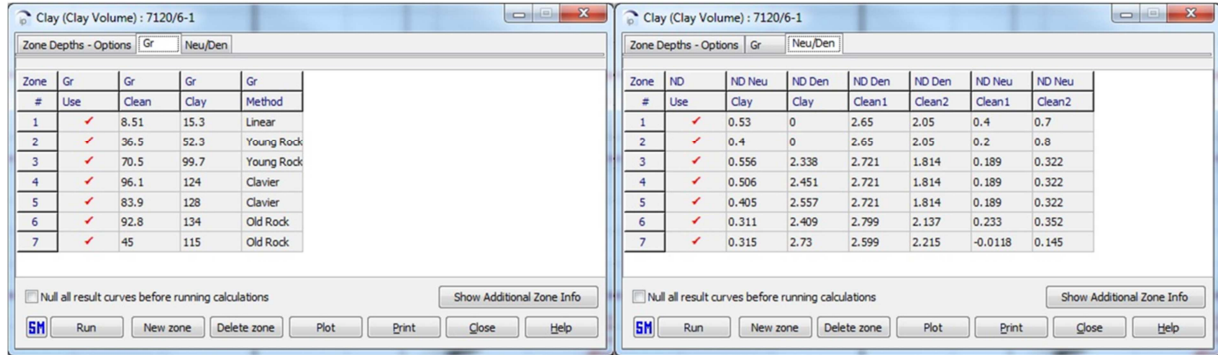 Clay (Clay Volume) : 7120/6-1
Zone Depths - Options Gr Neu/Den
Zone Gr Gr Gr Gr
# Use Clean Clay Method
1 ✓ 8.51 15.3 Linear
2 ✓ 36.5 52.3 Young Rock
3 ✓ 70.5 99.7 Young Rock
4 ✓ 96.1 124 Clavier
5 ✓ 83.9 128 Clavier
6 ✓ 92.8 134 Old Rock
7 ✓ 45 115 Old Rock
Null all result curves before running calculations Show Additional Zone Info
SM Run New zone Delete zone Plot Print Close Help
Clay (Clay Volume) : 7120/6-1
Zone Depths - Options Gr Neu/Den
Zone ND ND Neu ND Den ND Den ND Den ND Neu ND Neu
# Use Clay Clay Clean1 Clean2 Clean1 Clean2
1 ✓ 0.53 0 2.65 2.05 0.4 0.7
2 ✓ 0.4 0 2.65 2.05 0.2 0.8
3 ✓ 0.556 2.338 2.721 1.814 0.189 0.322
4 ✓ 0.506 2.451 2.721 1.814 0.189 0.322
5 ✓ 0.405 2.557 2.721 1.814 0.189 0.322
6 ✓ 0.311 2.409 2.799 2.137 0.233 0.352
7 ✓ 0.315 2.73 2.599 2.215 -0.0118 0.145
Null all result curves before running calculations Show Additional Zone Info
SM Run New zone Delete zone Plot Print Close Help